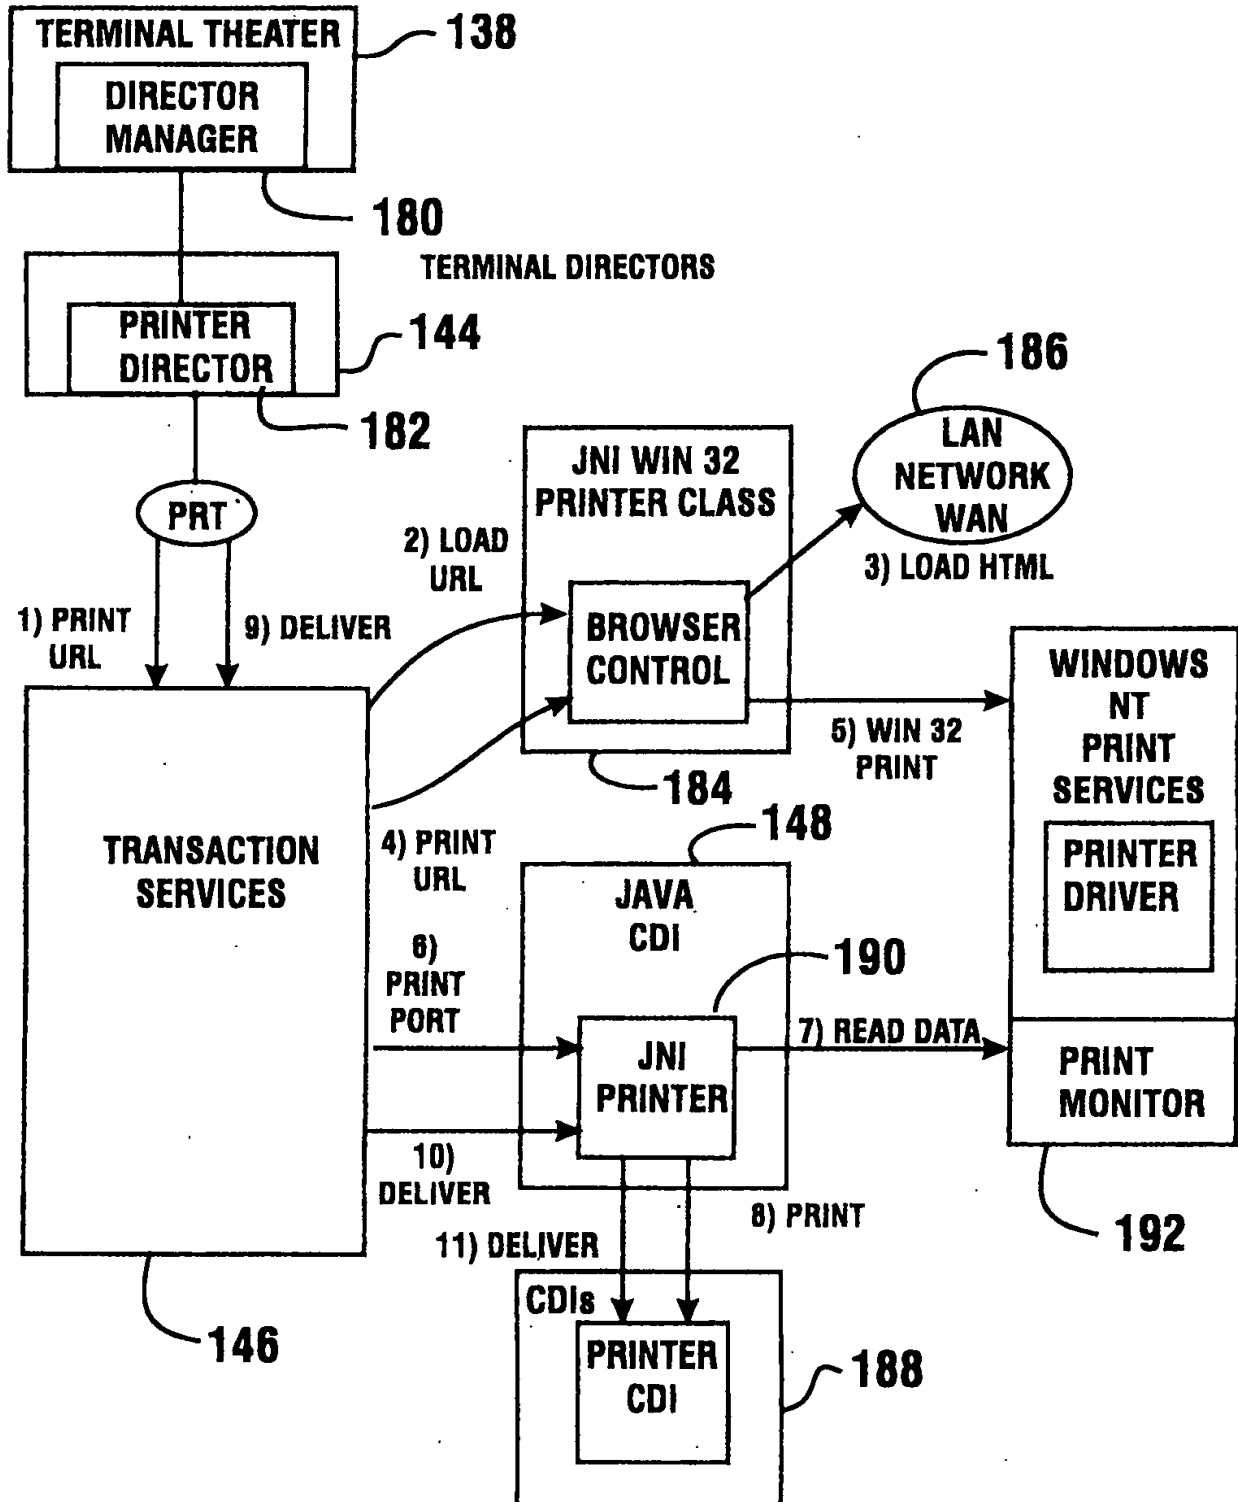 TERMINAL THEATER
138
DIRECTOR
MANAGER
180
TERMINAL DIRECTORS
PRINTER
DIRECTOR
144
182
PRT
1) PRINT
URL
9) DELIVER
2) LOAD
URL
JNI WIN 32
PRINTER CLASS
BROWSER
CONTROL
184
186
LAN
NETWORK
WAN
3) LOAD HTML
4) PRINT
URL
5) WIN 32
PRINT
WINDOWS
NT
PRINT
SERVICES
PRINTER
DRIVER
TRANSACTION
SERVICES
148
JAVA
CDI
190
6)
PRINT
PORT
JNI
PRINTER
7) READ DATA
PRINT
MONITOR
192
10)
DELIVER
8) PRINT
11) DELIVER
146
CDIs
PRINTER
CDI
188